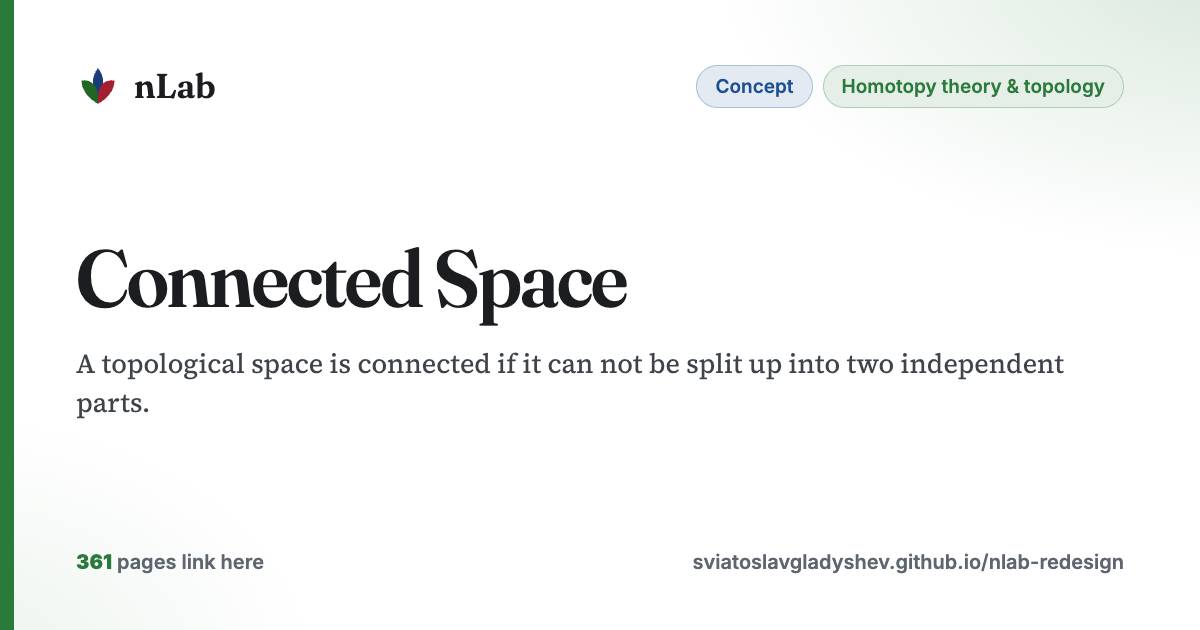 nLab
Concept
Homotopy theory & topology
Connected Space
A topological space is connected if it can not be split up into two independent
parts.
361 pages link here
sviatoslavgladyshev.github.io/nlab-redesign